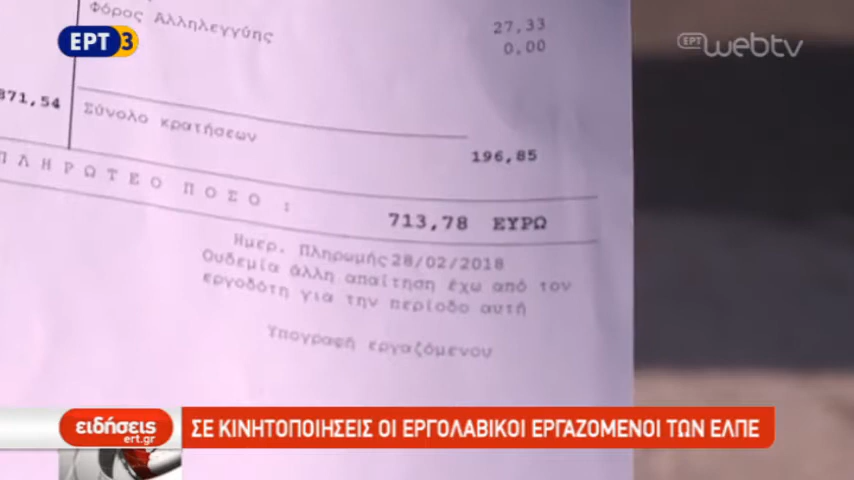 Φόρος Αλληλεγγύης 27,33
0,00
ΕΡΤ3
ΕΡΤ webtv
871,54 Σύνολο κρατήσεων
196,85
ΠΛΗΡΩΤΕΟ ΠΟΣΟ : 713,78 ΕΥΡΩ
Ημερ. Πληρωμής 28/02/2018
Ουδεμία άλλη απαίτηση έχω από τον
εργοδότη για την περίοδο αυτή
Υπογραφή εργαζόμενου
ειδήσεις
ert.gr
ΣΕ ΚΙΝΗΤΟΠΟΙΗΣΕΙΣ ΟΙ ΕΡΓΟΛΑΒΙΚΟΙ ΕΡΓΑΖΟΜΕΝΟΙ ΤΩΝ ΕΛΠΕ